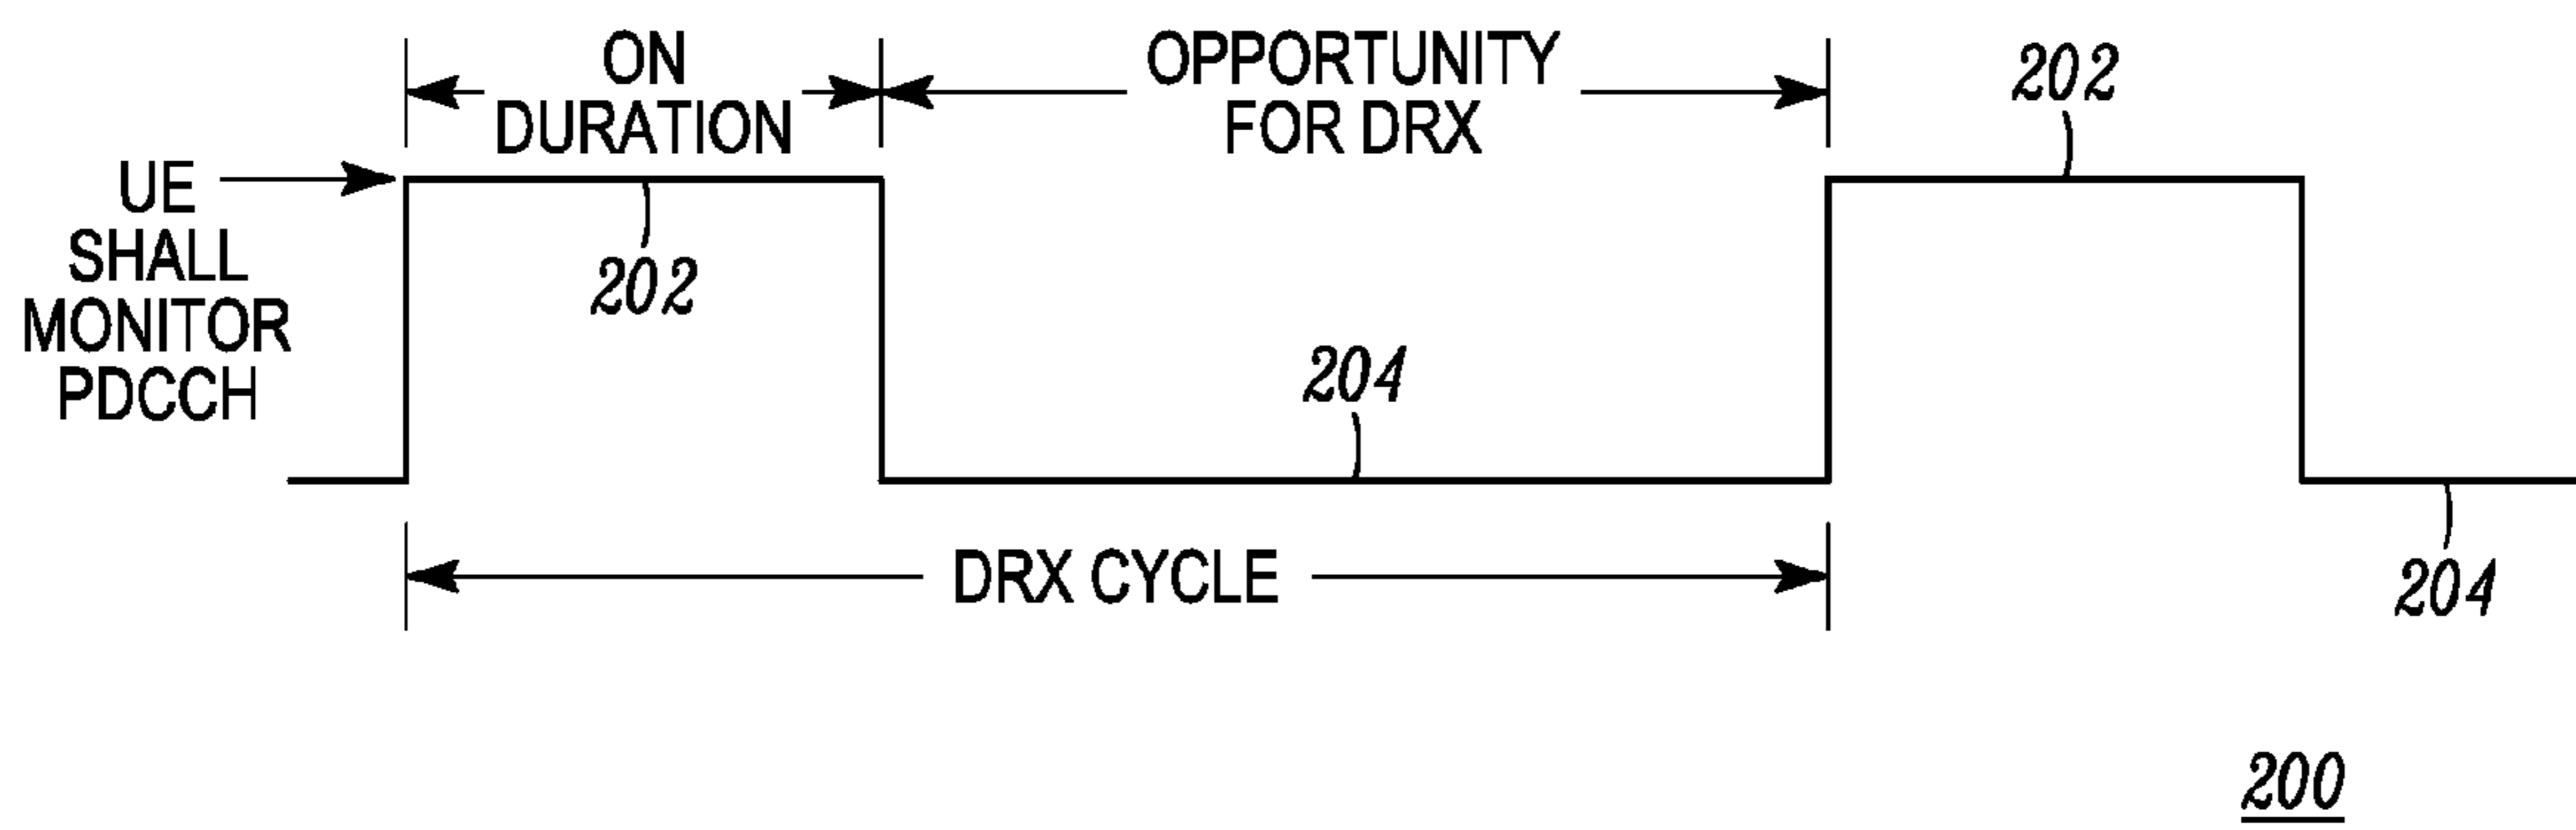 ON
DURATION
OPPORTUNITY
FOR DRX
202
UE
SHALL
MONITOR
PDCCH
202
204
DRX CYCLE
204
200